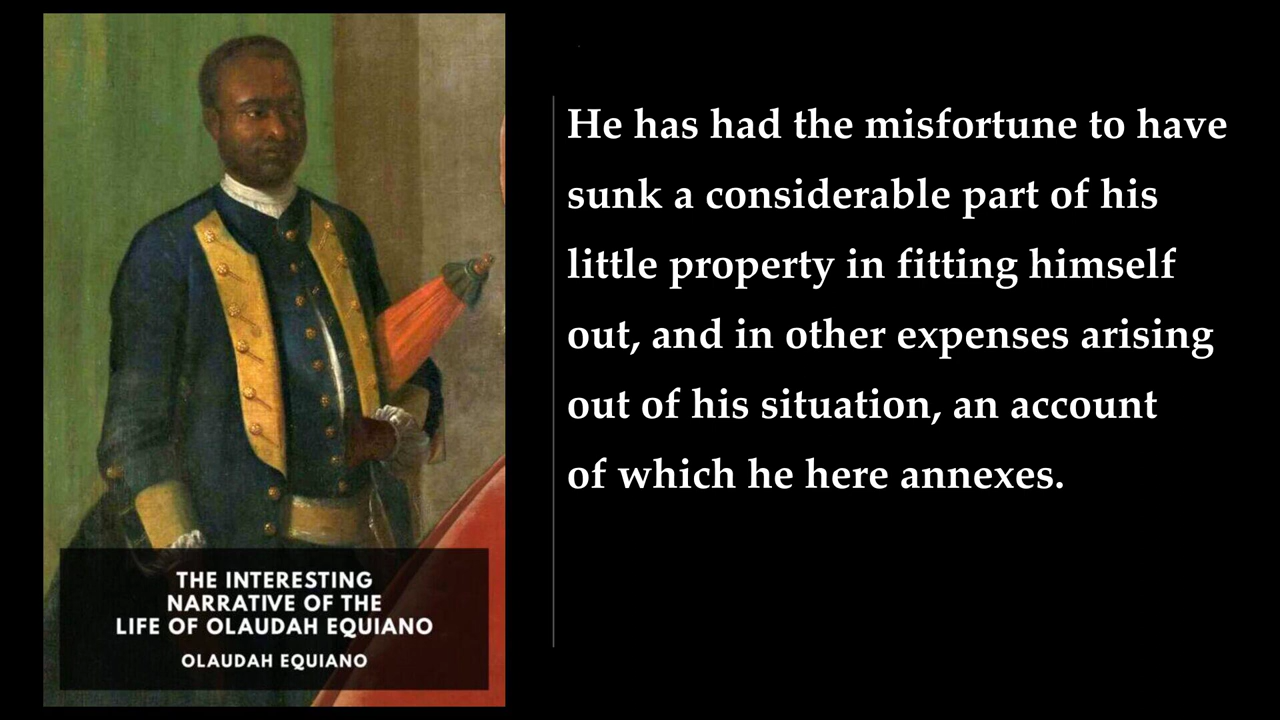 He has had the misfortune to have
sunk a considerable part of his
little property in fitting himself
out, and in other expenses arising
out of his situation, an account
of which he here annexes.
THE INTERESTING
NARRATIVE OF THE
LIFE OF OLAUDAH EQUIANO
OLAUDAH EQUIANO